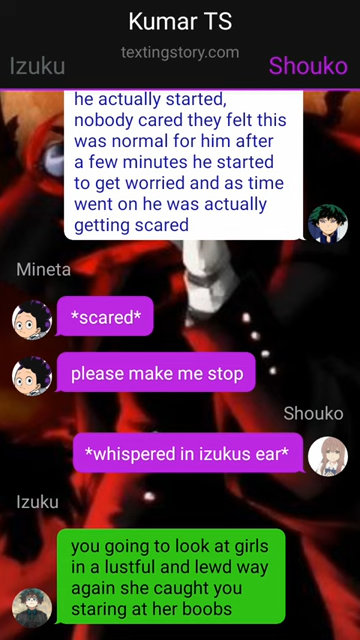 Kumar TS
textingstory.com
Izuku
Shouko
he actually started,
nobody cared they felt this
was normal for him after
a few minutes he started
to get worried and as time
went on he was actually
getting scared
Mineta
*scared*
please make me stop
Shouko
*whispered in izukus ear*
Izuku
you going to look at girls
in a lustful and lewd way
again she caught you
staring at her boobs